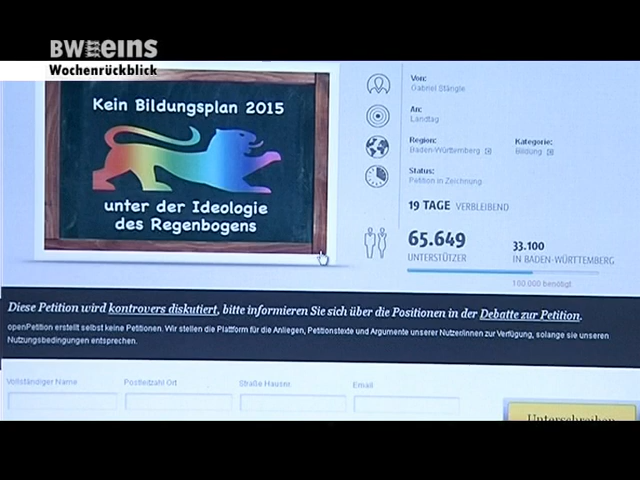 BW eins
Wochenrückblick
Kein Bildungsplan 2015
unter der Ideologie
des Regenbogens
Von:
Gabriel Stängle
An:
Landtag
Region:
Baden-Württemberg
Kategorie:
Bildung
Status:
Petition in Zeichnung
19 TAGE VERBLEIBEND
65.649
UNTERSTÜTZER
33.100
IN BADEN-WÜRTTEMBERG
100 000 benötigt
Diese Petition wird kontrovers diskutiert, bitte informieren Sie sich über die Positionen in der Debatte zur Petition.
openPetition erstellt selbst keine Petitionen. Wir stellen die Plattform für die Anliegen, Petitionstexte und Argumente unserer Nutzer/innen zur Verfügung, solange sie unseren
Nutzungsbedingungen entsprechen.
Vollständiger Name
Postleitzahl Ort
Straße Hausnr.
Email
Unterschreiben